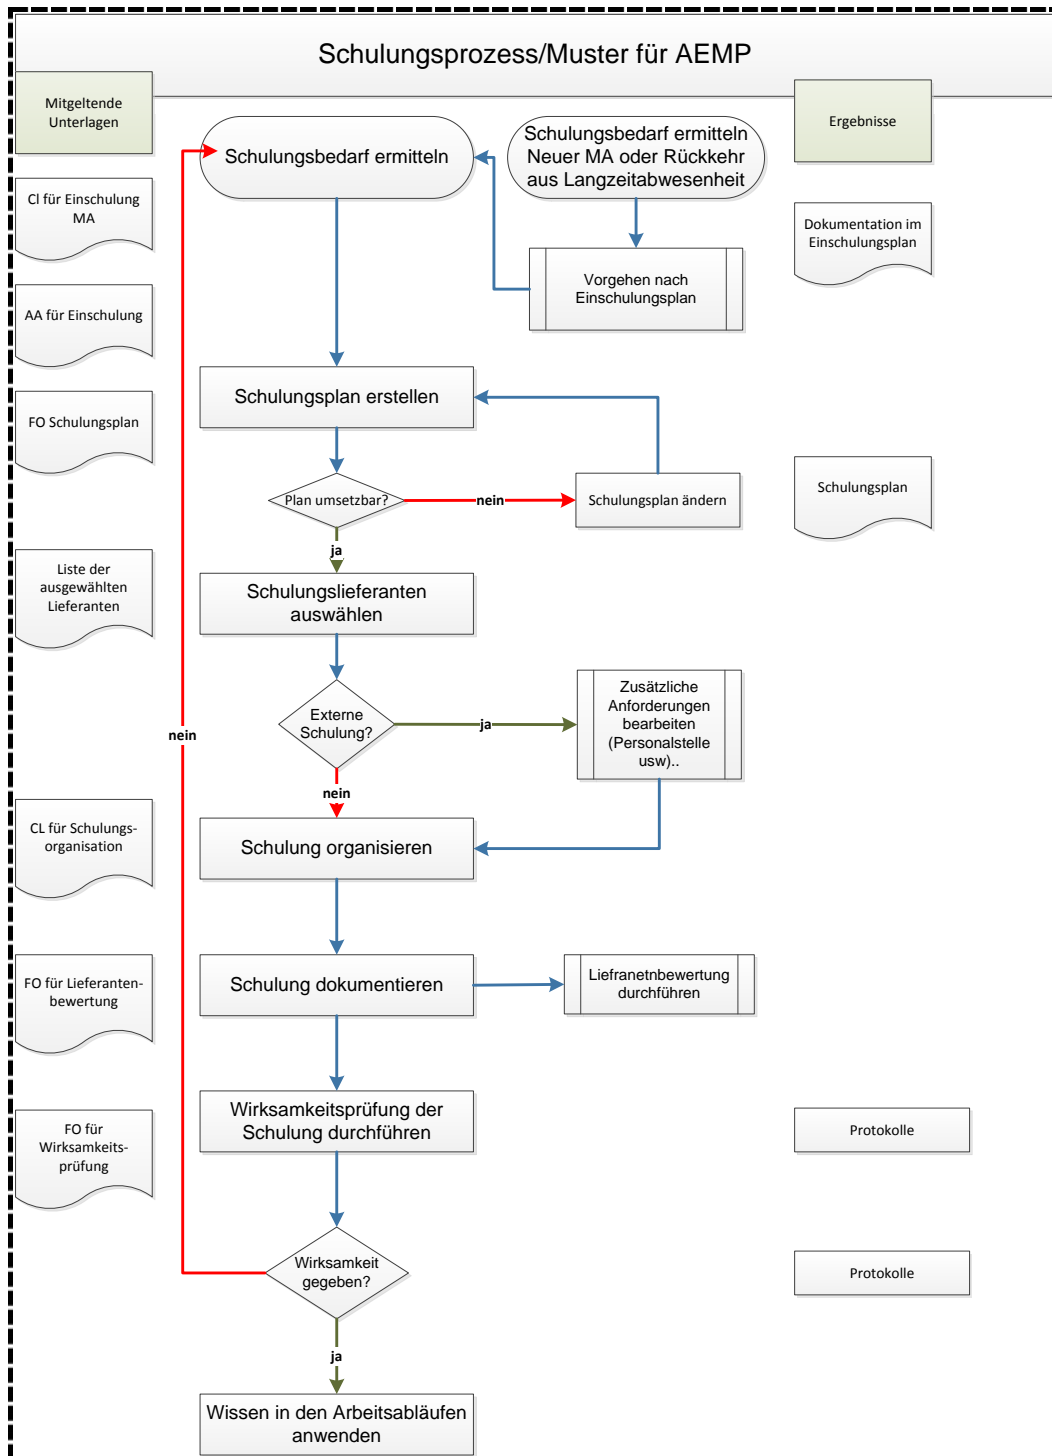 Schulungsprozess/Muster für AEMP
Mitgeltende
Unterlagen
Ergebnisse
Schulungsbedarf ermitteln
Schulungsbedarf ermitteln
Neuer MA oder Rückkehr
aus Langzeitabwesenheit
Cl für Einschulung
MA
Dokumentation im
Einschulungsplan
Vorgehen nach
Einschulungsplan
AA für Einschulung
Schulungsplan erstellen
FO Schulungsplan
Plan umsetzbar?
nein
Schulungsplan ändern
Schulungsplan
ja
Liste der
ausgewählten
Lieferanten
Schulungslieferanten
auswählen
Externe
Schulung?
ja
Zusätzliche
Anforderungen
bearbeiten
(Personalstelle
usw)..
nein
nein
CL für Schulungs-
organisation
Schulung organisieren
FO für Lieferanten-
bewertung
Schulung dokumentieren
Liefranetnbewertung
durchführen
FO für
Wirksamkeits-
prüfung
Wirksamkeitsprüfung der
Schulung durchführen
Protokolle
Wirksamkeit
gegeben?
Protokolle
ja
Wissen in den Arbeitsabläufen
anwenden